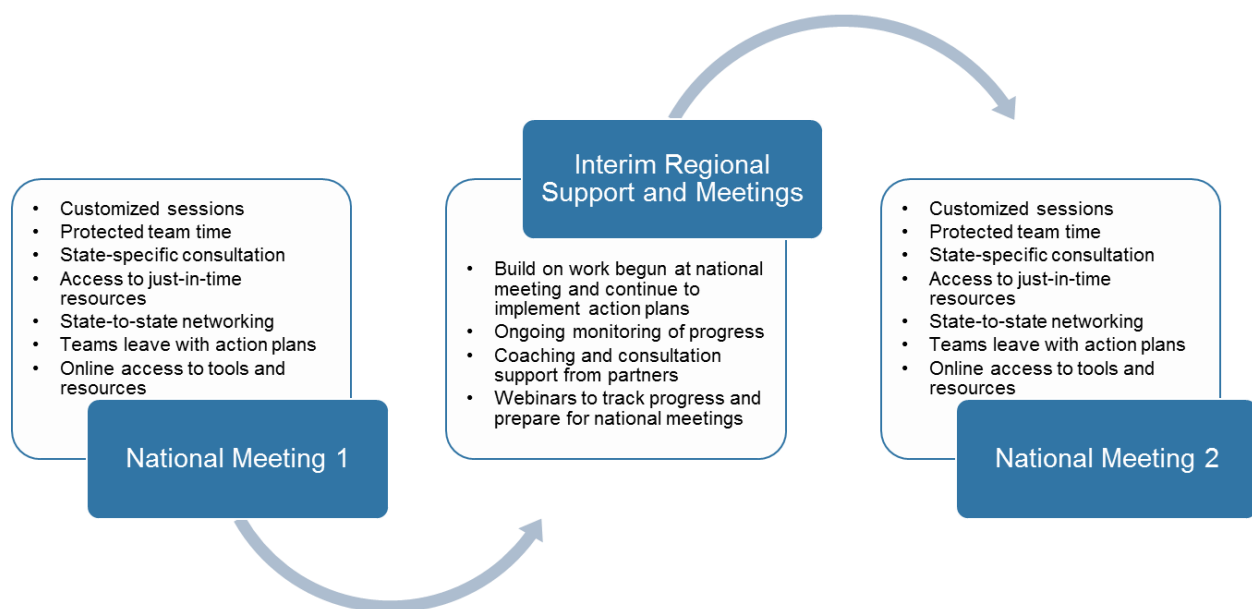 • Customized sessions
• Protected team time
• State-specific consultation
• Access to just-in-time
resources
• State-to-state networking
• Teams leave with action plans
• Online access to tools and
resources
National Meeting 1
Interim Regional
Support and Meetings
• Build on work begun at national
meeting and continue to
implement action plans
• Ongoing monitoring of progress
• Coaching and consultation
support from partners
• Webinars to track progress and
prepare for national meetings
• Customized sessions
• Protected team time
• State-specific consultation
• Access to just-in-time
resources
• State-to-state networking
• Teams leave with action plans
• Online access to tools and
resources
National Meeting 2